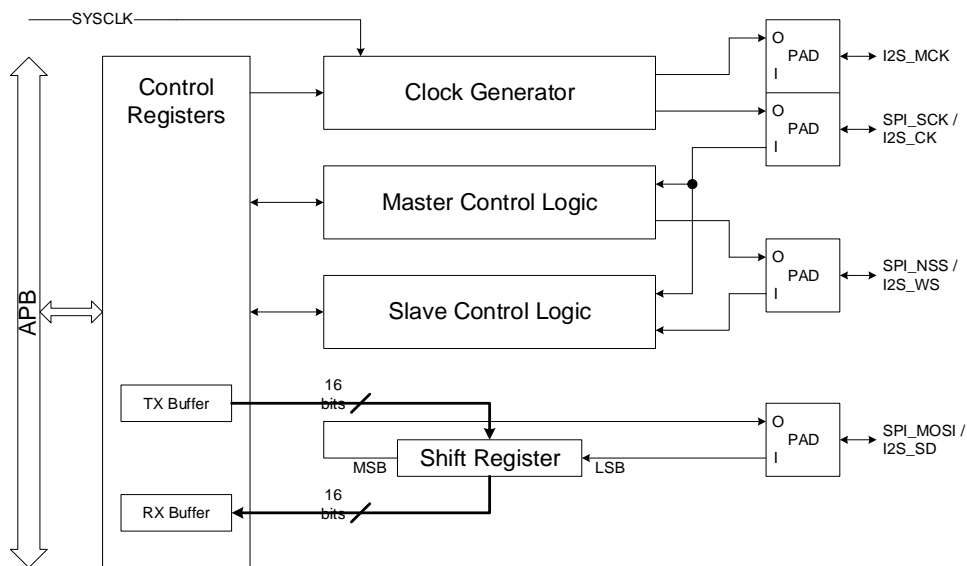 SYSCLK
APB
Control
Registers
Clock Generator
O
PAD
I
I2S_MCK
O
PAD
I
SPI_SCK /
I2S_CK
Master Control Logic
O
PAD
I
SPI_NSS /
I2S_WS
Slave Control Logic
TX Buffer
16
bits
O
PAD
I
SPI_MOSI /
I2S_SD
MSB
Shift Register
LSB
RX Buffer
16
bits